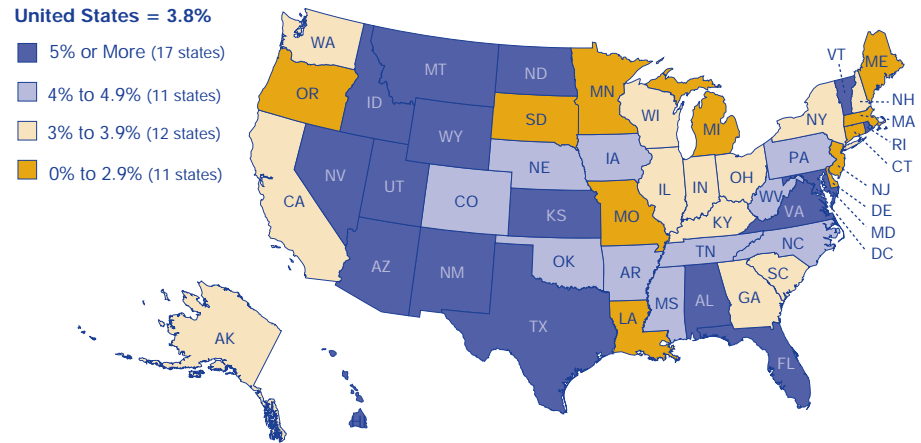 United States = 3.8%
5% or More (17 states)
4% to 4.9% (11 states)
3% to 3.9% (12 states)
0% to 2.9% (11 states)
WA
OR
CA
NV
ID
MT
WY
UT
AZ
CO
NM
ND
SD
NE
KS
OK
TX
MN
IA
MO
AR
LA
WI
IL
MI
IN
OH
KY
TN
MS
AL
GA
FL
SC
NC
VA
WV
PA
NY
VT
ME
NH
MA
RI
CT
NJ
DE
MD
DC
AK